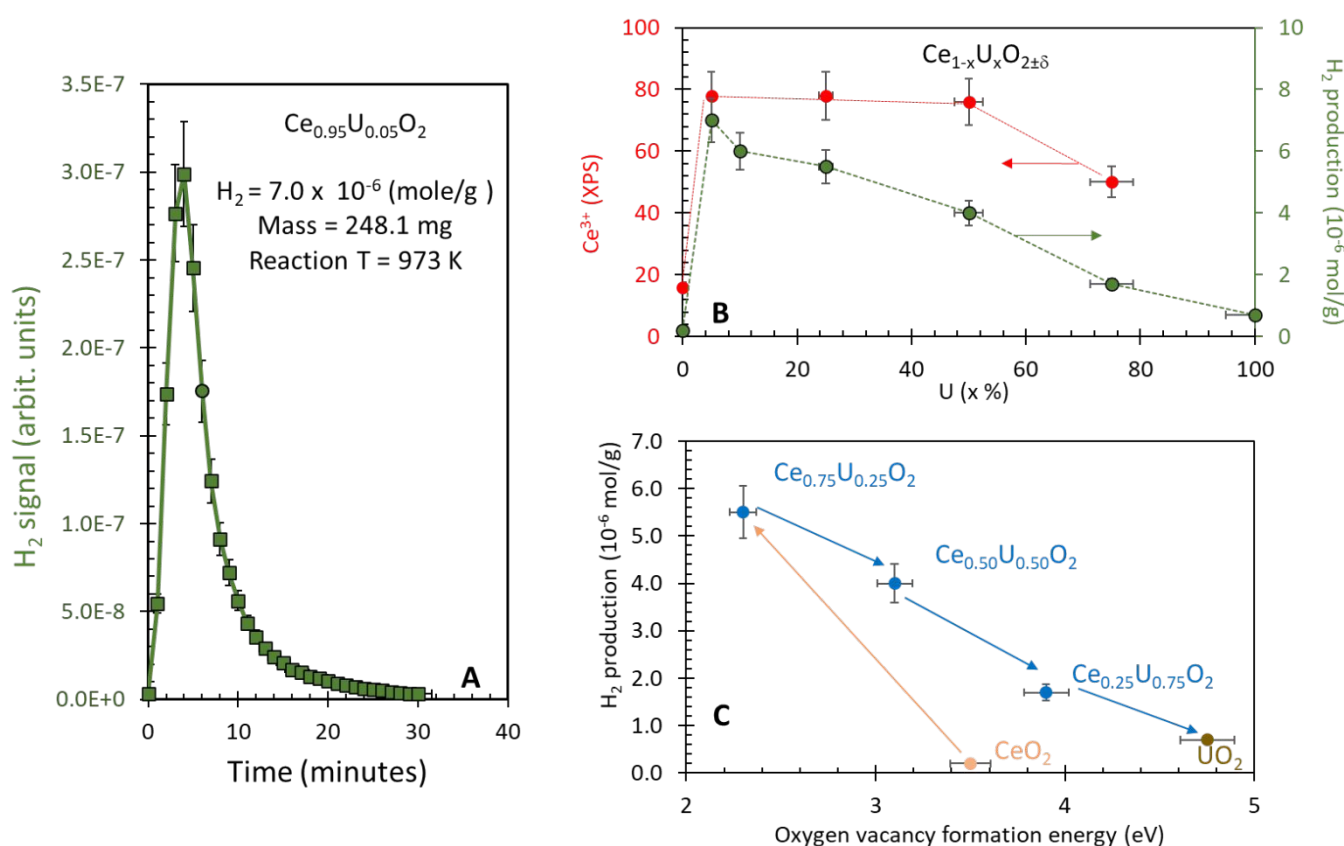 H₂ signal (arbit. units)
3.5E-7
3.0E-7
2.5E-7
2.0E-7
1.5E-7
1.0E-7
5.0E-8
0.0E+0
Ce₀.₉₅U₀.₀₅O₂
H₂ = 7.0 x 10⁻⁶ (mole/g )
Mass = 248.1 mg
Reaction T = 973 K
A
0 10 20 30 40
Time (minutes)
Ce³⁺ (XPS)
100
80
60
40
20
0
Ce₁₋ₓUₓO₂±δ
B
10
8
6
4
2
0
H₂ production (10⁻⁶ mol/g)
0 20 40 60 80 100
U (x %)
H₂ production (10⁻⁶ mol/g)
7.0
6.0
5.0
4.0
3.0
2.0
1.0
0.0
Ce₀.₇₅U₀.₂₅O₂
Ce₀.₅₀U₀.₅₀O₂
Ce₀.₂₅U₀.₇₅O₂
C
CeO₂
UO₂
2 3 4 5
Oxygen vacancy formation energy (eV)